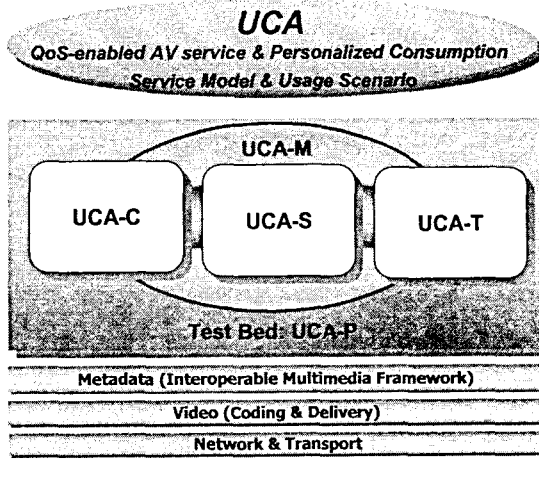 UCA
QoS-enabled AV service & Personalized Consumption
Service Model & Usage Scenario
UCA-M
UCA-C
UCA-S
UCA-T
Test Bed: UCA-P
Metadata (Interoperable Multimedia Framework)
Video (Coding & Delivery)
Network & Transport